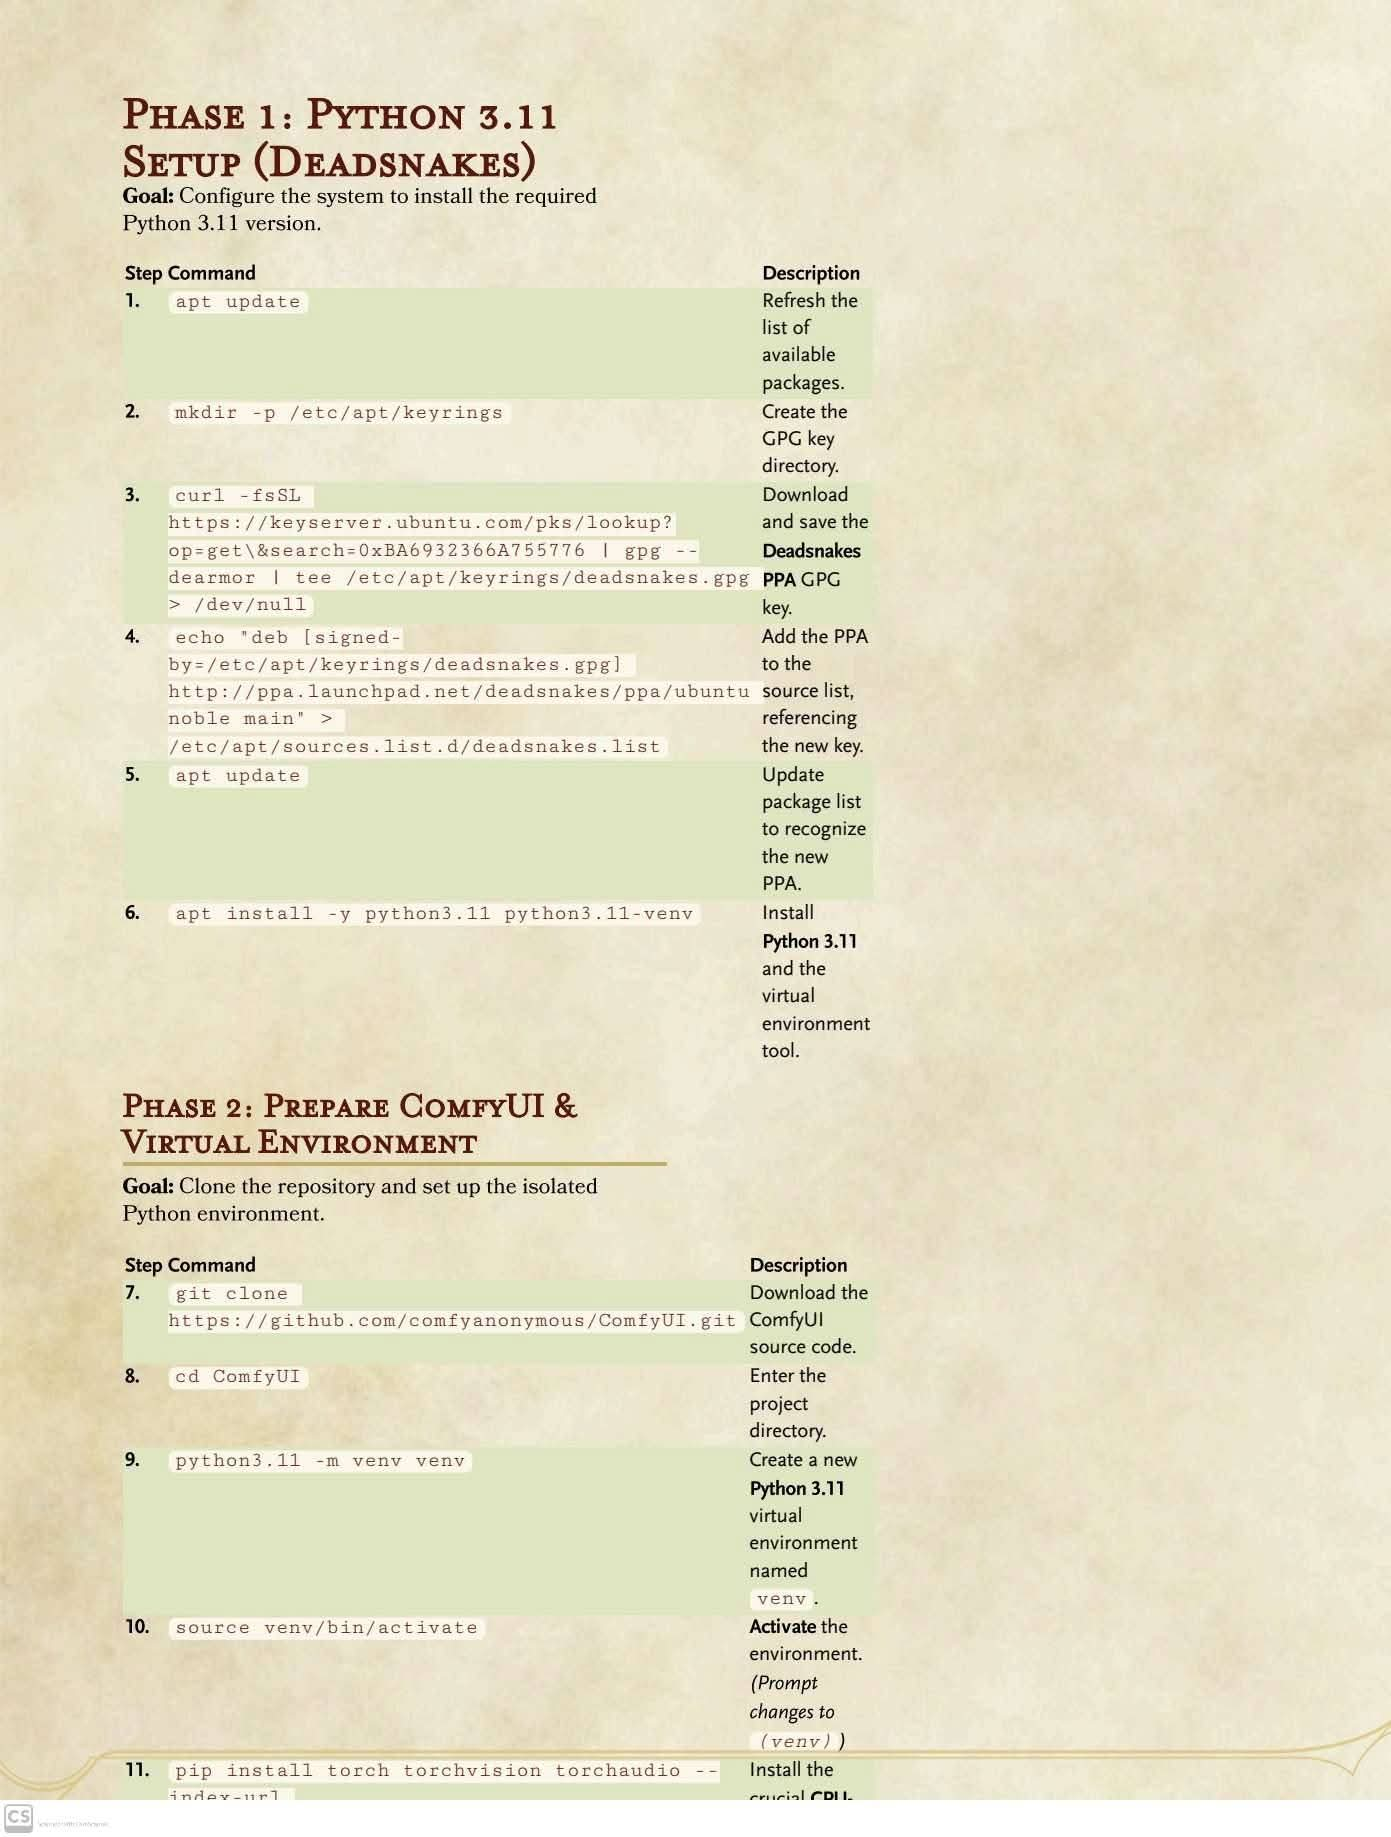 Phase 1: Python 3.11
Setup (Deadsnakes)
Goal: Configure the system to install the required
Python 3.11 version.
Step Command Description
1. apt update Refresh the
list of
available
packages.
2. mkdir -p /etc/apt/keyrings Create the
GPG key
directory.
3. curl -fsSL Download
https://keyserver.ubuntu.com/pks/lookup? and save the
op=get\&search=0xBA6932366A755776 | gpg -- Deadsnakes
dearmor | tee /etc/apt/keyrings/deadsnakes.gpg PPA GPG
> /dev/null key.
4. echo "deb [signed- Add the PPA
by=/etc/apt/keyrings/deadsnakes.gpg] to the
http://ppa.launchpad.net/deadsnakes/ppa/ubuntu source list,
noble main" > referencing
/etc/apt/sources.list.d/deadsnakes.list the new key.
5. apt update Update
package list
to recognize
the new
PPA.
6. apt install -y python3.11 python3.11-venv Install
Python 3.11
and the
virtual
environment
tool.
Phase 2: Prepare ComfyUI &
Virtual Environment
Goal: Clone the repository and set up the isolated
Python environment.
Step Command Description
7. git clone Download the
https://github.com/comfyanonymous/ComfyUI.git ComfyUI
source code.
8. cd ComfyUI Enter the
project
directory.
9. python3.11 -m venv venv Create a new
Python 3.11
virtual
environment
named
venv.
10. source venv/bin/activate Activate the
environment.
(Prompt
changes to
(venv))
11. pip install torch torchvision torchaudio -- Install the
index-url crucial CPU-
CS